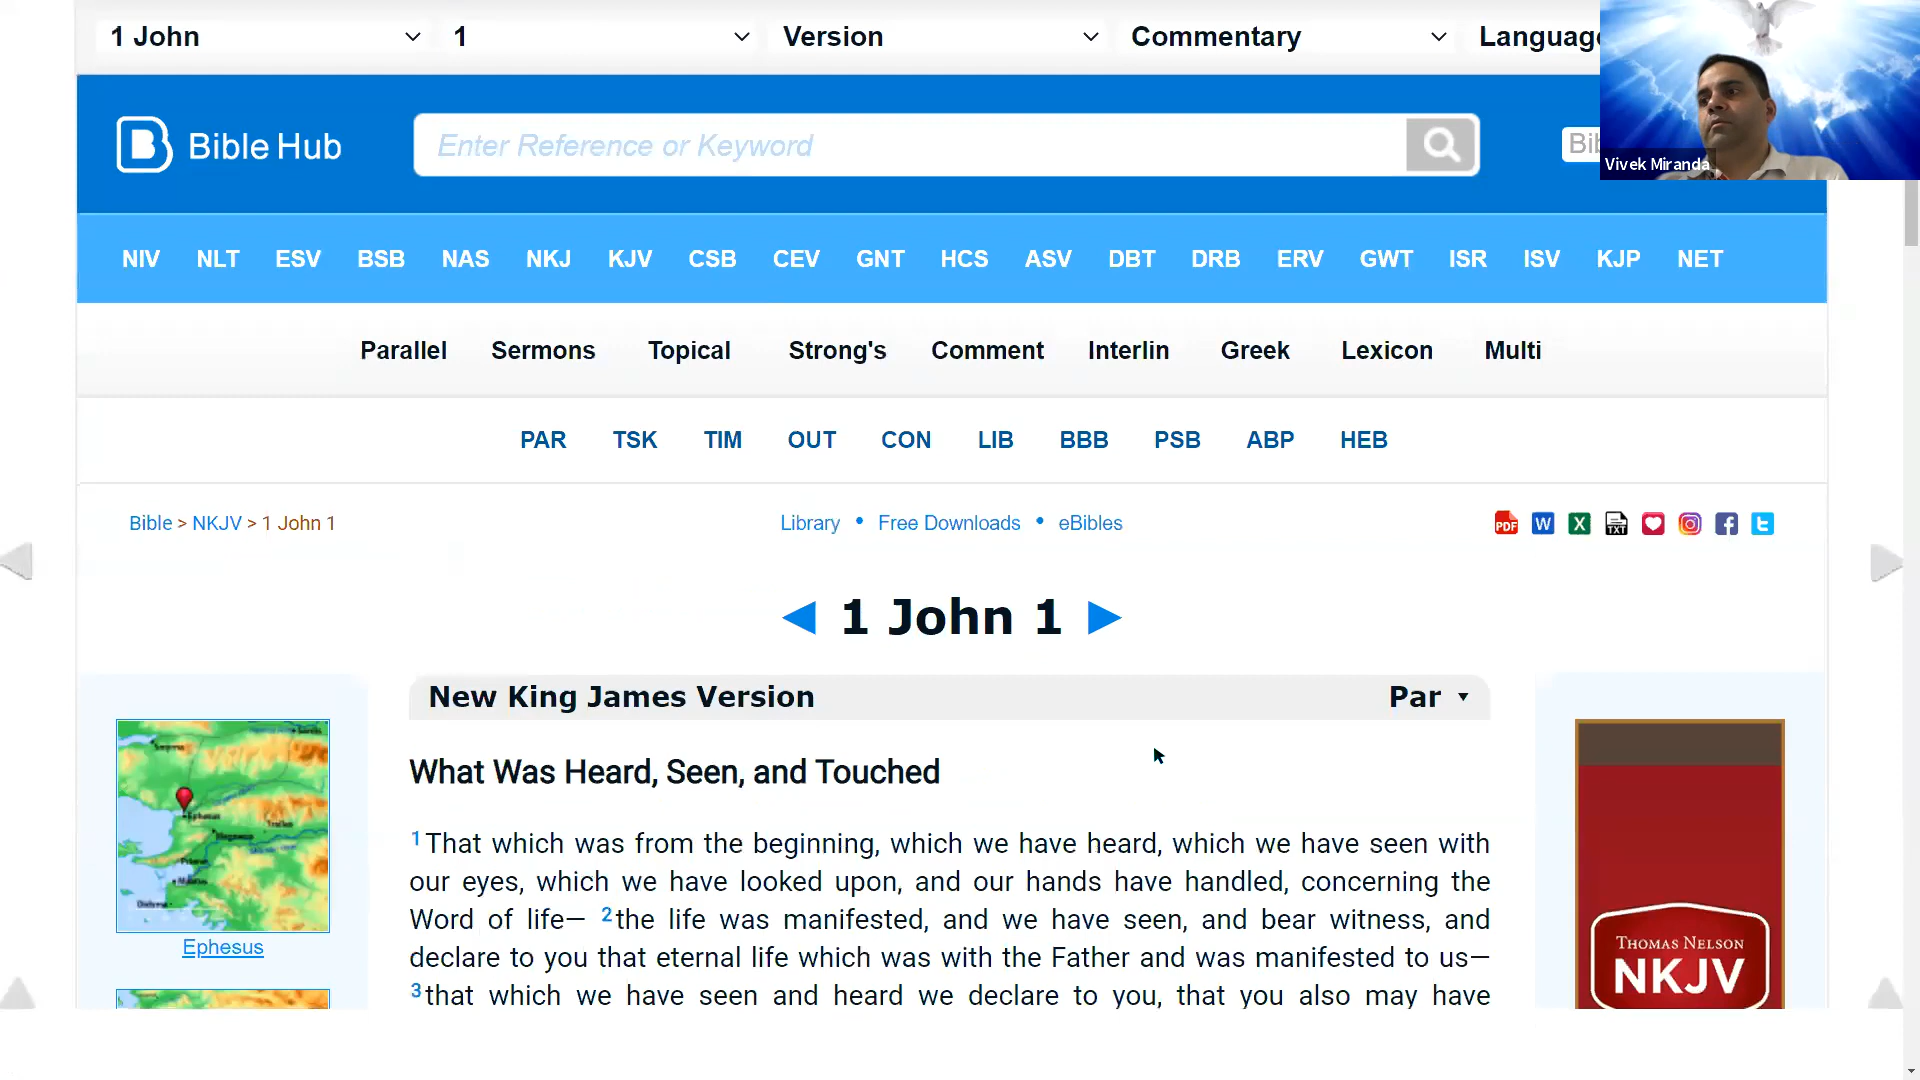 1 John 1 Version Commentary Language
Bible Hub Enter Reference or Keyword
Vivek Miranda
NIV NLT ESV BSB NAS NKJ KJV CSB CEV GNT HCS ASV DBT DRB ERV GWT ISR ISV KJP NET
Parallel Sermons Topical Strong's Comment Interlin Greek Lexicon Multi
PAR TSK TIM OUT CON LIB BBB PSB ABP HEB
Bible > NKJV > 1 John 1 Library • Free Downloads • eBibles
◄ 1 John 1 ►
New King James Version Par ▼
What Was Heard, Seen, and Touched
1 That which was from the beginning, which we have heard, which we have seen with
our eyes, which we have looked upon, and our hands have handled, concerning the
Word of life— 2 the life was manifested, and we have seen, and bear witness, and
declare to you that eternal life which was with the Father and was manifested to us—
3 that which we have seen and heard we declare to you, that you also may have
Ephesus
THOMAS NELSON
NKJV